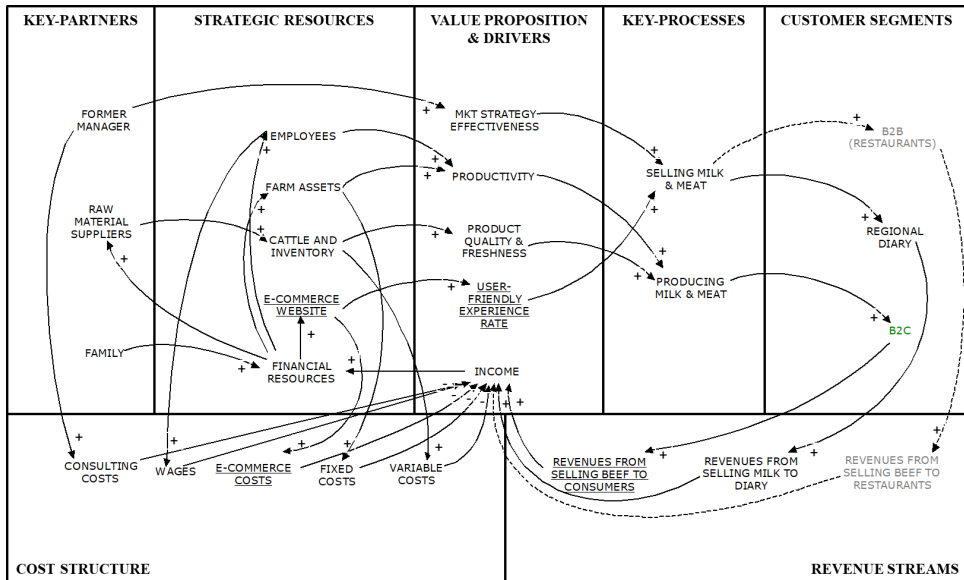 KEY-PARTNERS
STRATEGIC RESOURCES
VALUE PROPOSITION
& DRIVERS
KEY-PROCESSES
CUSTOMER SEGMENTS
FORMER
MANAGER
RAW
MATERIAL
SUPPLIERS
FAMILY
EMPLOYEES
FARM ASSETS
CATTLE AND
INVENTORY
E-COMMERCE
WEBSITE
FINANCIAL
RESOURCES
MKT STRATEGY
EFFECTIVENESS
PRODUCTIVITY
PRODUCT
QUALITY &
FRESHNESS
USER-
FRIENDLY
EXPERIENCE
RATE
INCOME
SELLING MILK
& MEAT
PRODUCING
MILK & MEAT
B2B
(RESTAURANTS)
REGIONAL
DIARY
B2C
CONSULTING
COSTS
WAGES
E-COMMERCE
COSTS
FIXED
COSTS
VARIABLE
COSTS
REVENUES FROM
SELLING BEEF TO
CONSUMERS
REVENUES FROM
SELLING MILK TO
DIARY
REVENUES FROM
SELLING BEEF TO
RESTAURANTS
COST STRUCTURE
REVENUE STREAMS